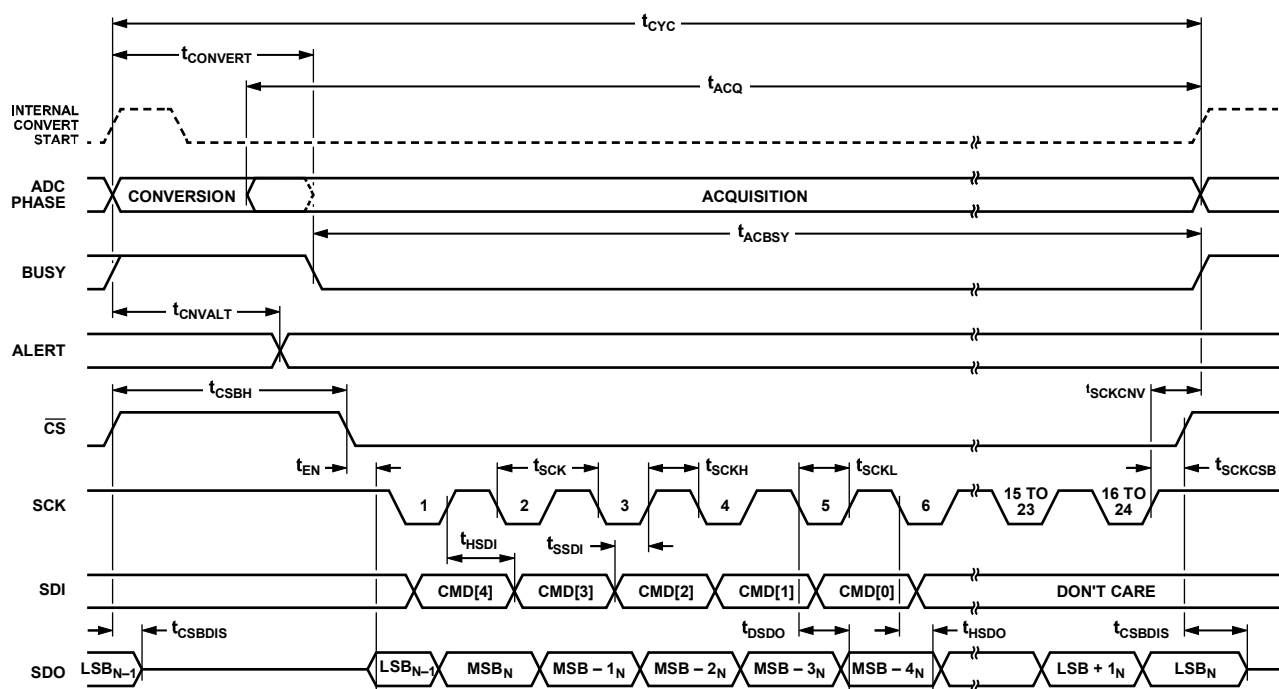 tCYC
tCONVERT
tACQ
INTERNAL
CONVERT
START
ADC
PHASE
CONVERSION
ACQUISITION
tACBSY
BUSY
tCNVALT
ALERT
tCSBH
tSCKCNV
CS
tEN
tSCK
tSCKH
tSCKL
tSCKCSB
SCK
1
2
3
4
5
6
15 TO
23
16 TO
24
tHSDI
tSSDI
SDI
CMD[4]
CMD[3]
CMD[2]
CMD[1]
CMD[0]
DON'T CARE
tCSBDIS
tDSDO
tHSDO
tCSBDIS
SDO
LSBN–1
LSBN–1
MSBN
MSB – 1N
MSB – 2N
MSB – 3N
MSB – 4N
LSB + 1N
LSBN